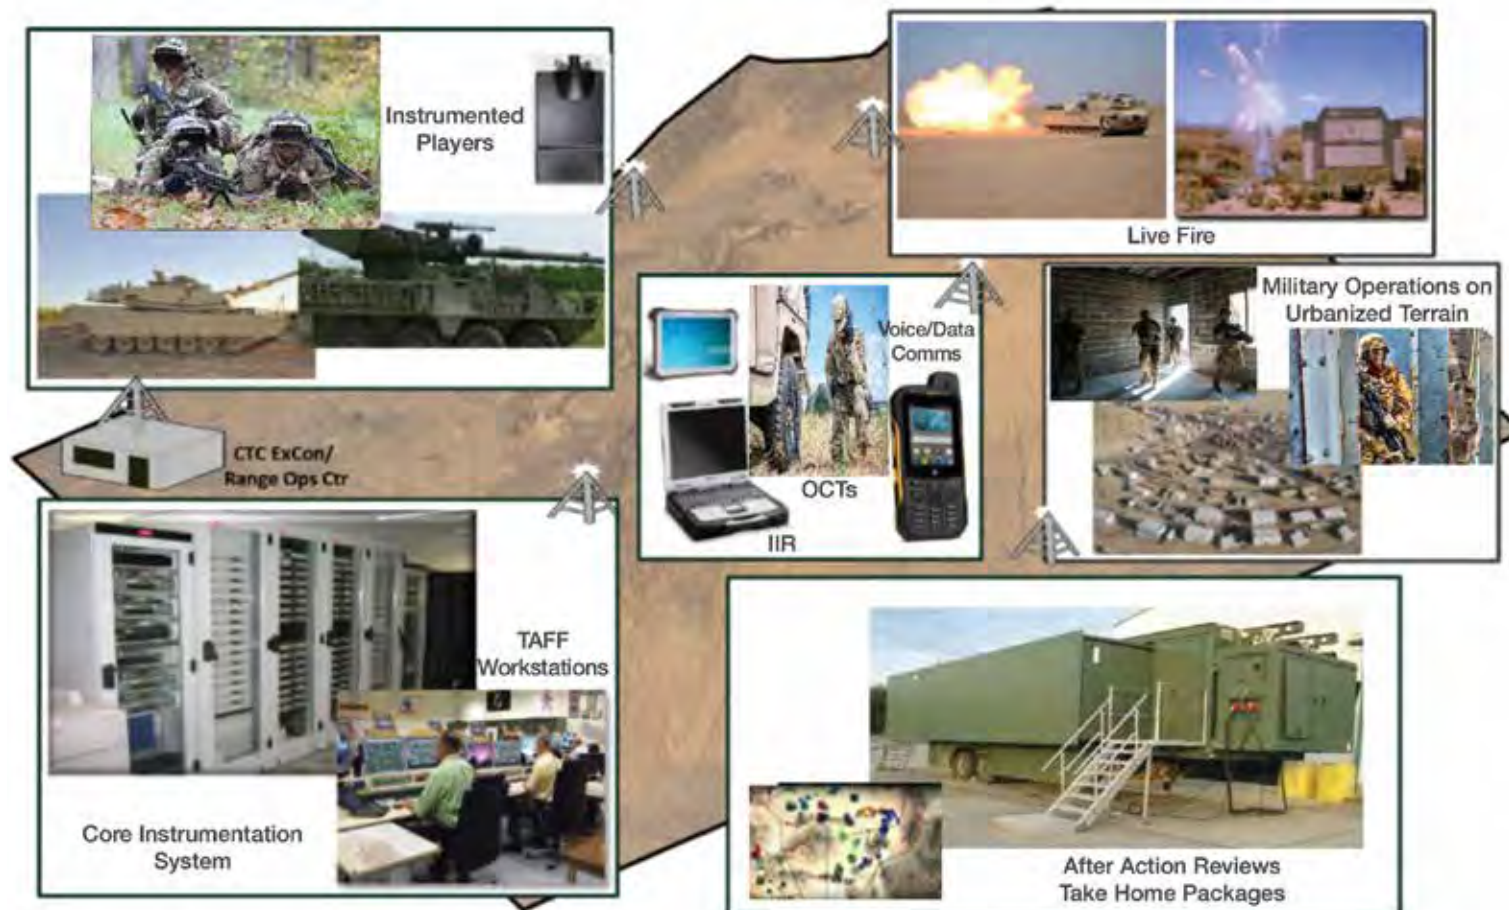 Instrumented
Players
Live Fire
Military Operations on
Urbanized Terrain
Voice/Data
Comms
OCTs
IIR
CTC ExCon/
Range Ops Ctr
TAFF
Workstations
Core Instrumentation
System
After Action Reviews
Take Home Packages